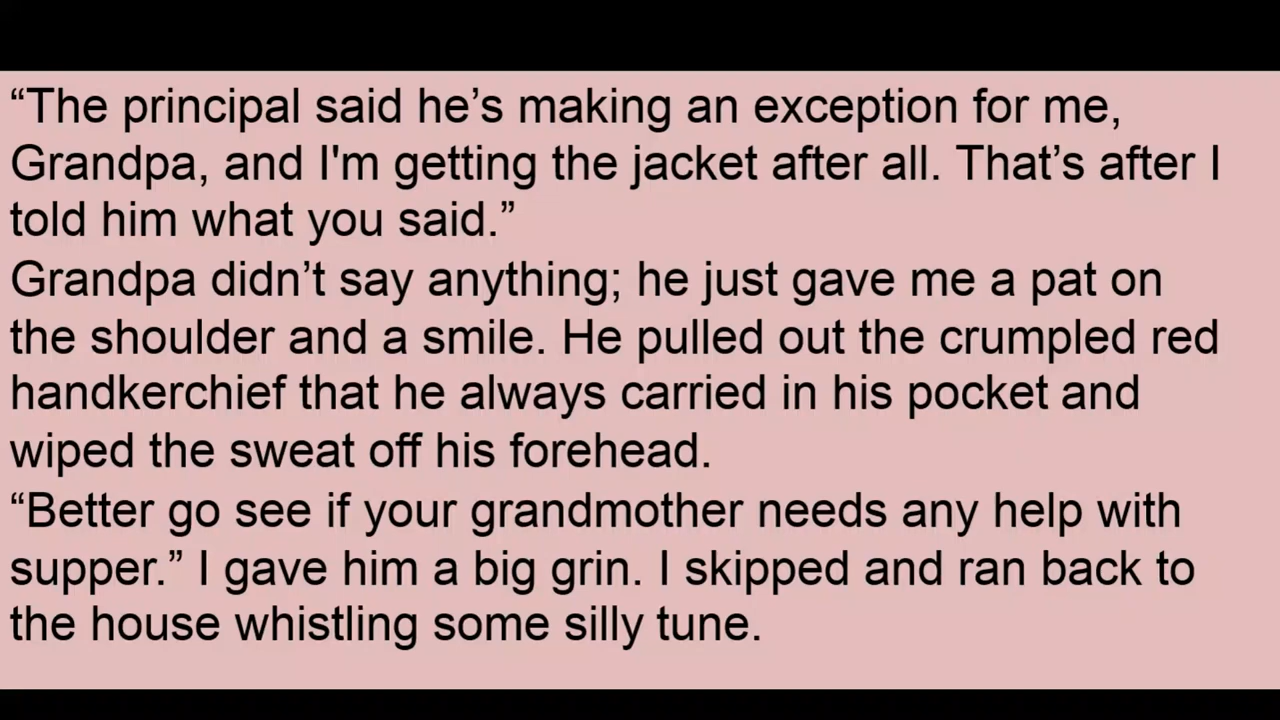 “The principal said he’s making an exception for me,
Grandpa, and I'm getting the jacket after all. That’s after I
told him what you said.”
Grandpa didn’t say anything; he just gave me a pat on
the shoulder and a smile. He pulled out the crumpled red
handkerchief that he always carried in his pocket and
wiped the sweat off his forehead.
“Better go see if your grandmother needs any help with
supper.” I gave him a big grin. I skipped and ran back to
the house whistling some silly tune.